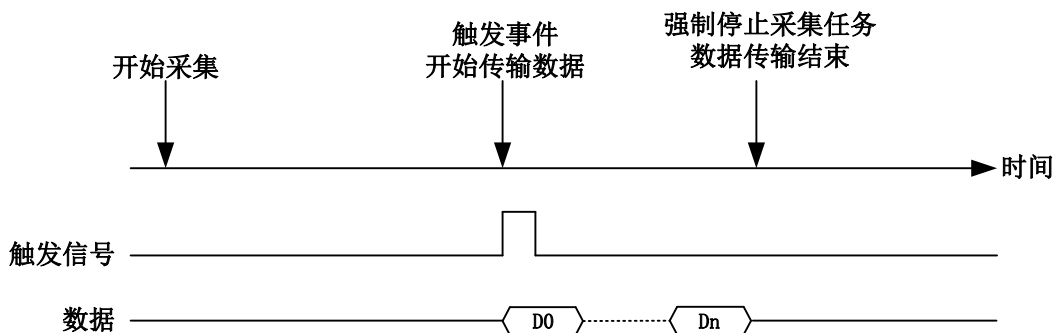 开始采集
触发事件
开始传输数据
强制停止采集任务
数据传输结束
时间
触发信号
数据
D0
Dn